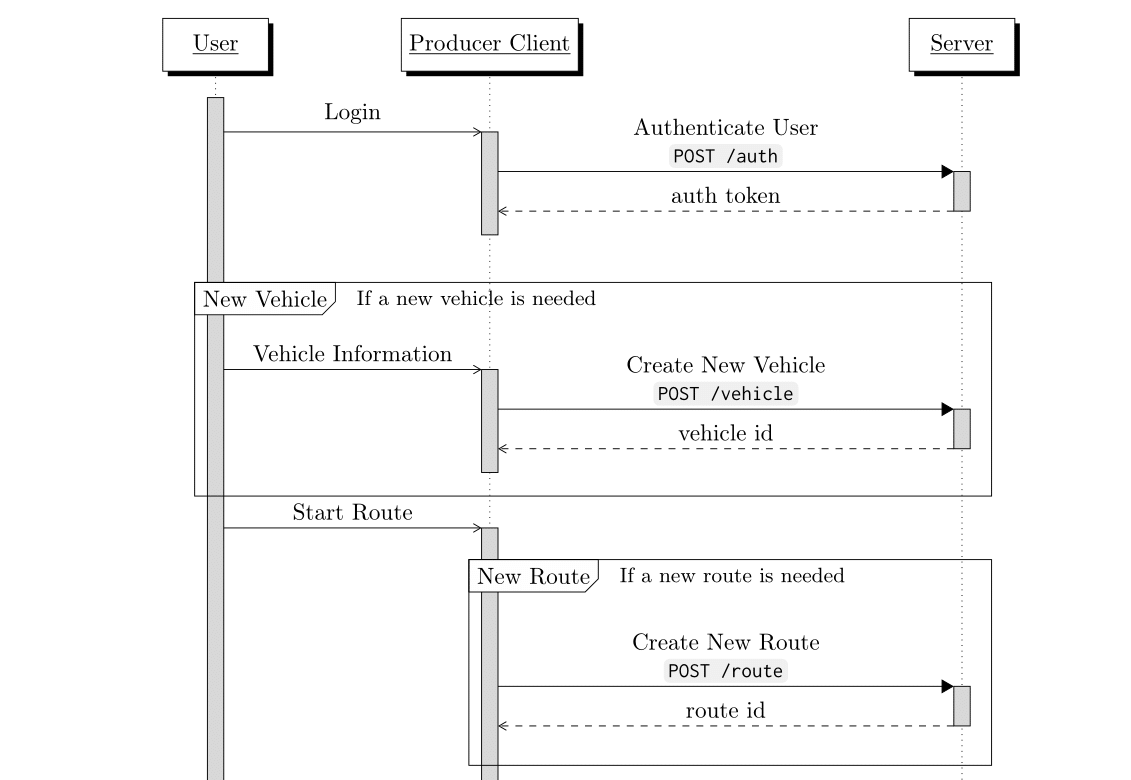 User
Producer Client
Server
Login
Authenticate User
POST /auth
auth token
New Vehicle
If a new vehicle is needed
Vehicle Information
Create New Vehicle
POST /vehicle
vehicle id
Start Route
New Route
If a new route is needed
Create New Route
POST /route
route id